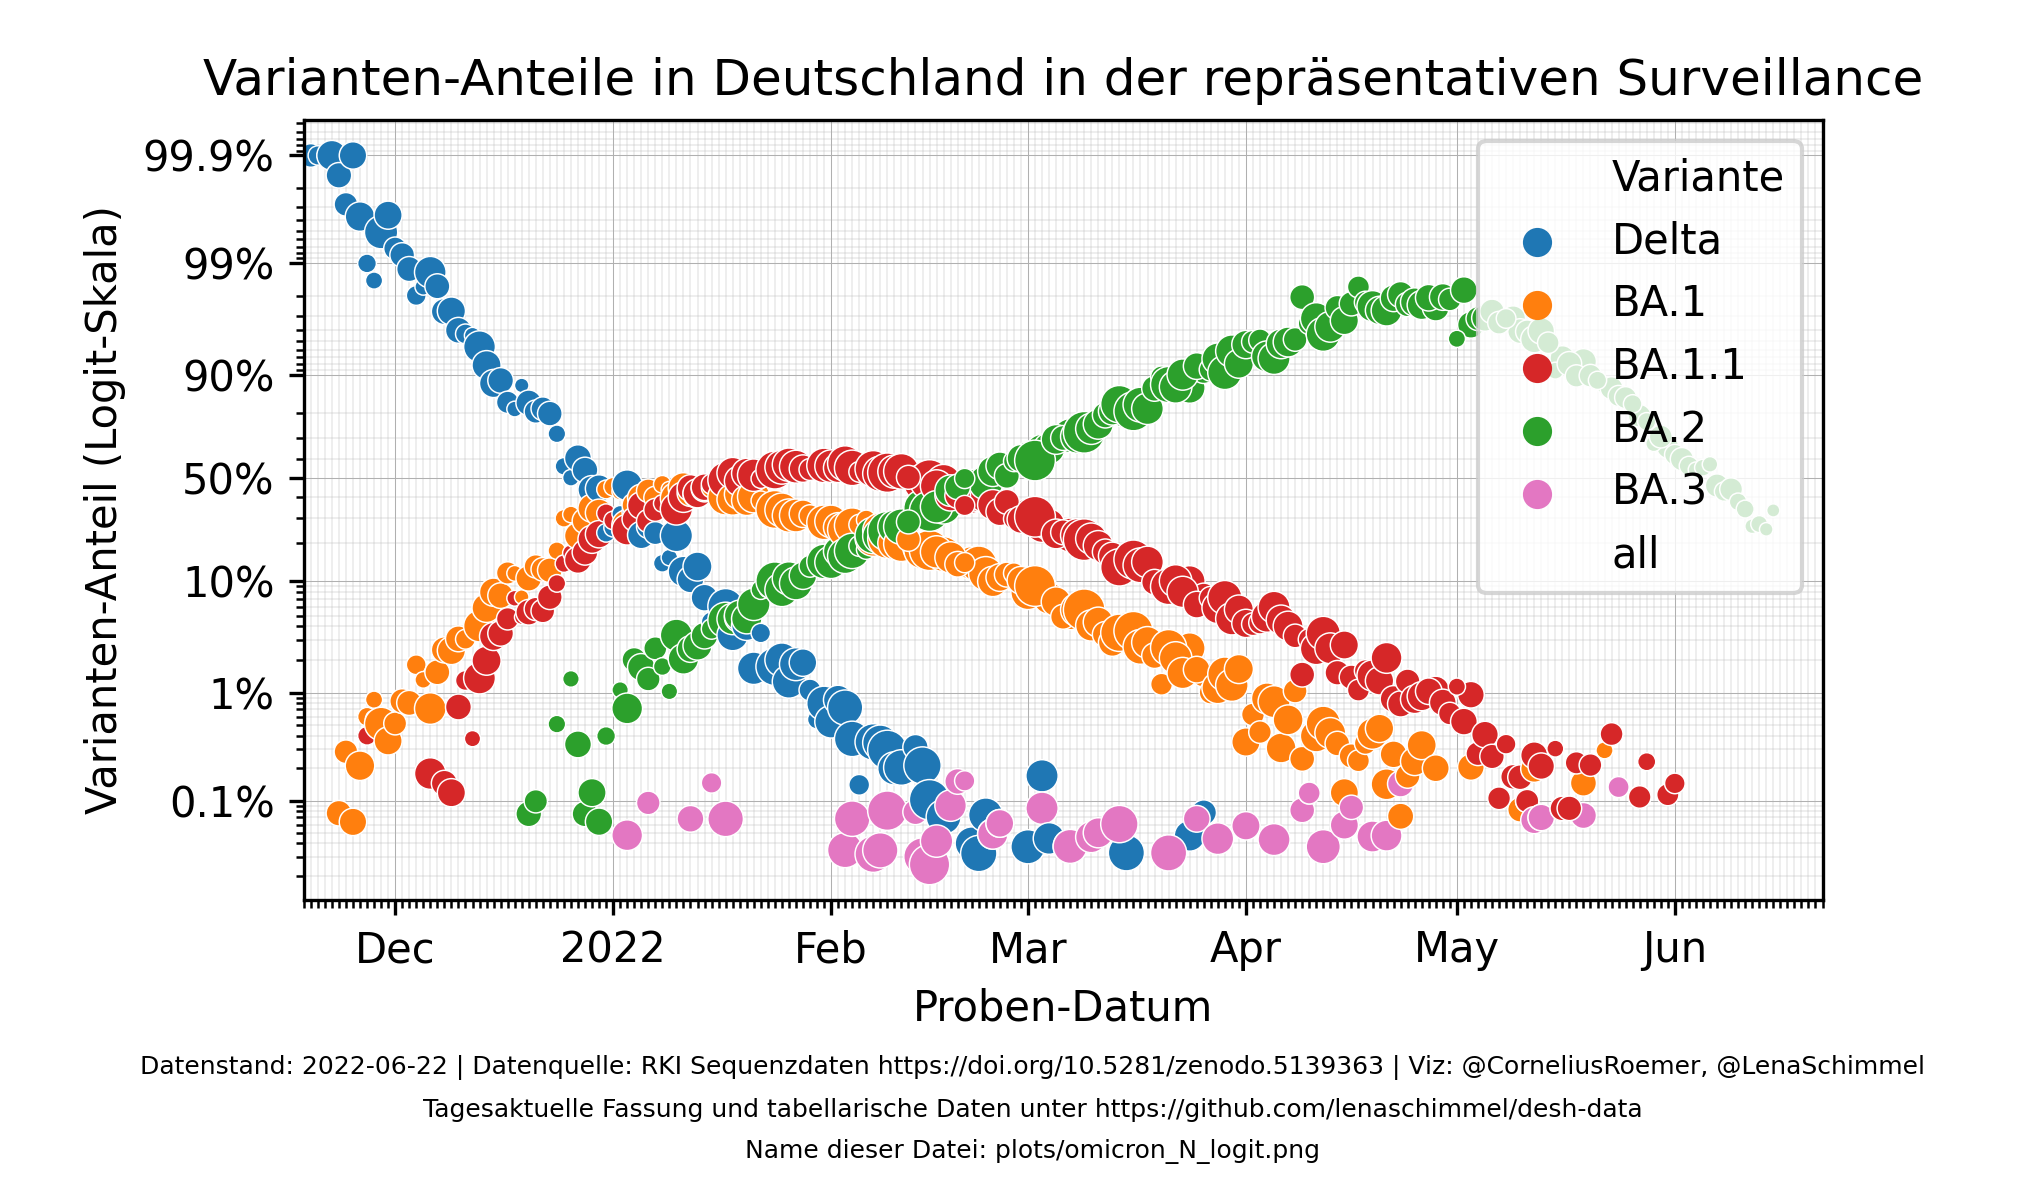 Varianten-Anteile in Deutschland in der repräsentativen Surveillance
Varianten-Anteil (Logit-Skala)
99.9%
99%
90%
50%
10%
1%
0.1%
Variante
Delta
BA.1
BA.1.1
BA.2
BA.3
all
Dec 2022 Feb Mar Apr May Jun
Proben-Datum
Datenstand: 2022-06-22 | Datenquelle: RKI Sequenzdaten https://doi.org/10.5281/zenodo.5139363 | Viz: @CorneliusRoemer, @LenaSchimmel
Tagesaktuelle Fassung und tabellarische Daten unter https://github.com/lenaschimmel/desh-data
Name dieser Datei: plots/omicron_N_logit.png